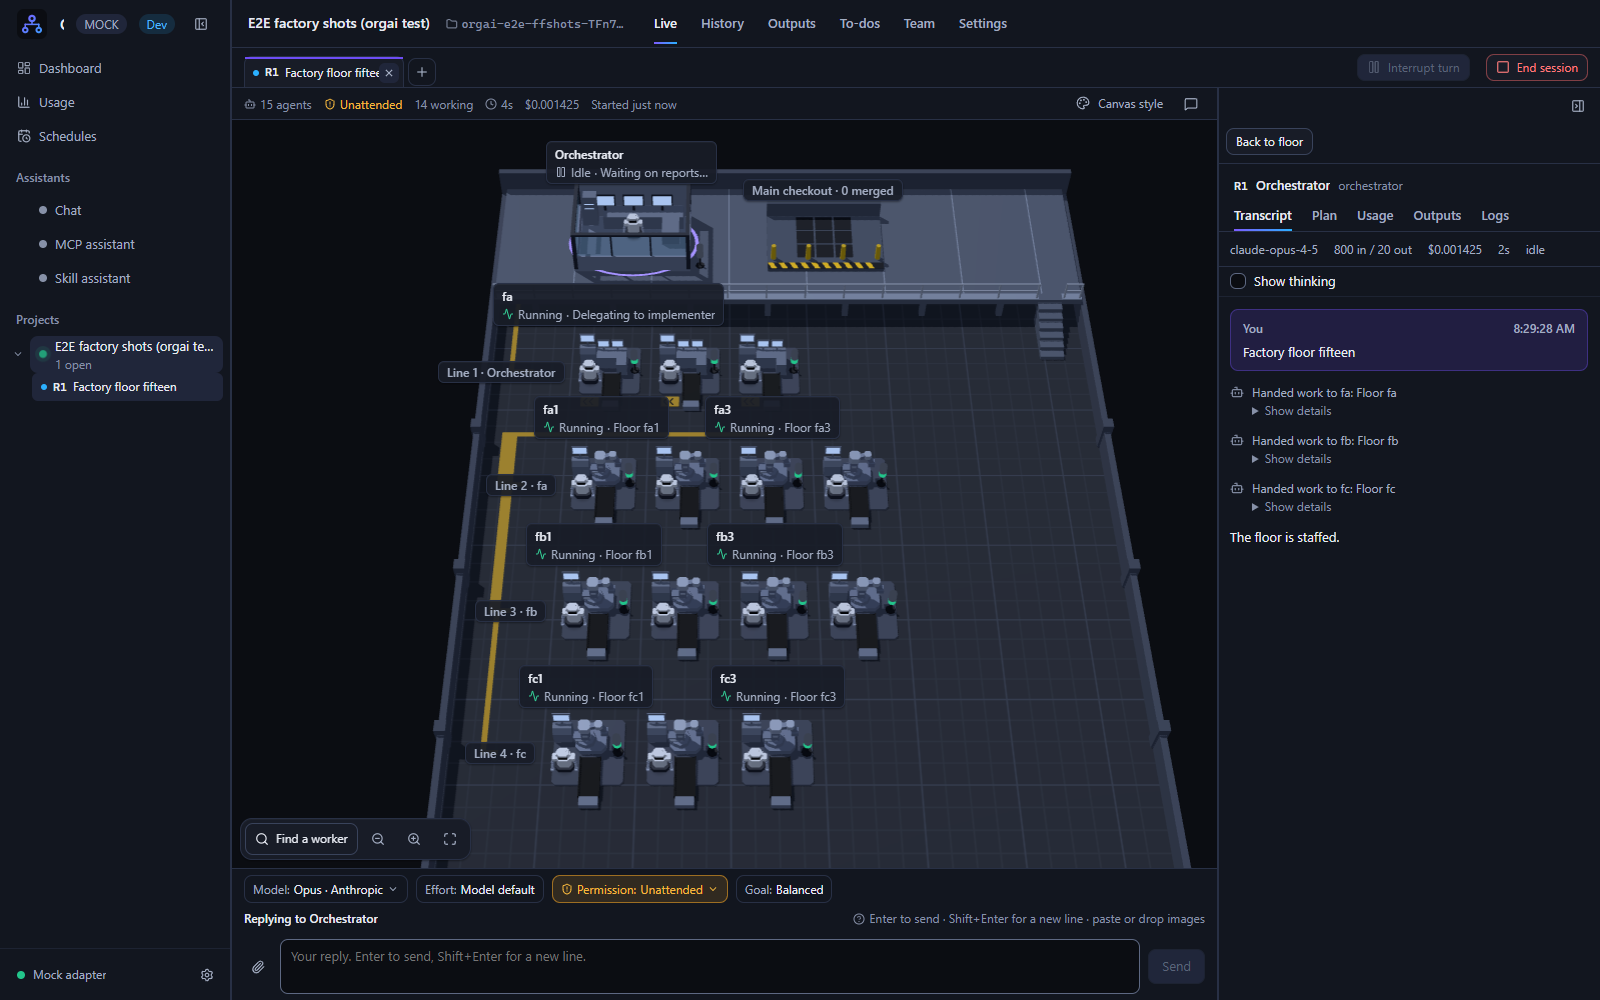 MOCK
Dev
Dashboard
Usage
Schedules
Assistants
Chat
MCP assistant
Skill assistant
Projects
E2E factory shots (orgai te...
1 open
R1 Factory floor fifteen
Mock adapter
E2E factory shots (orgai test)
orgai-e2e-ffshots-TFn7…
Live
History
Outputs
To-dos
Team
Settings
R1 Factory floor fiftee
Interrupt turn
End session
15 agents
Unattended
14 working
4s
$0.001425
Started just now
Canvas style
Orchestrator
Idle · Waiting on reports...
Main checkout · 0 merged
fa
Running · Delegating to implementer
Line 1 · Orchestrator
fa1
Running · Floor fa1
fa3
Running · Floor fa3
Line 2 · fa
fb1
Running · Floor fb1
fb3
Running · Floor fb3
Line 3 · fb
fc1
Running · Floor fc1
fc3
Running · Floor fc3
Line 4 · fc
Find a worker
Model: Opus · Anthropic
Effort: Model default
Permission: Unattended
Goal: Balanced
Replying to Orchestrator
Enter to send · Shift+Enter for a new line · paste or drop images
Your reply. Enter to send, Shift+Enter for a new line.
Send
Back to floor
R1 Orchestrator orchestrator
Transcript
Plan
Usage
Outputs
Logs
claude-opus-4-5
800 in / 20 out
$0.001425
2s
idle
Show thinking
You
8:29:28 AM
Factory floor fifteen
Handed work to fa: Floor fa
Show details
Handed work to fb: Floor fb
Show details
Handed work to fc: Floor fc
Show details
The floor is staffed.